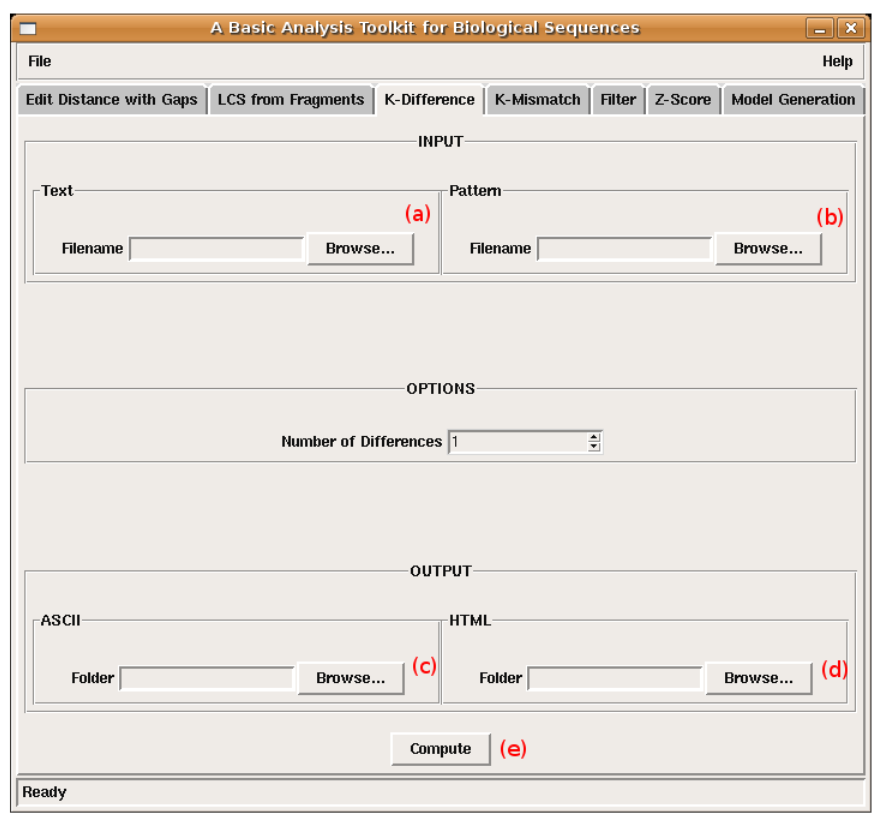 A Basic Analysis Toolkit for Biological Sequences
File Help
Edit Distance with Gaps LCS from Fragments K-Difference K-Mismatch Filter Z-Score Model Generation
INPUT
Text Pattern
(a) (b)
Filename Browse... Filename Browse...
OPTIONS
Number of Differences 1
OUTPUT
ASCII HTML
Folder Browse... (c) Folder Browse... (d)
Compute (e)
Ready